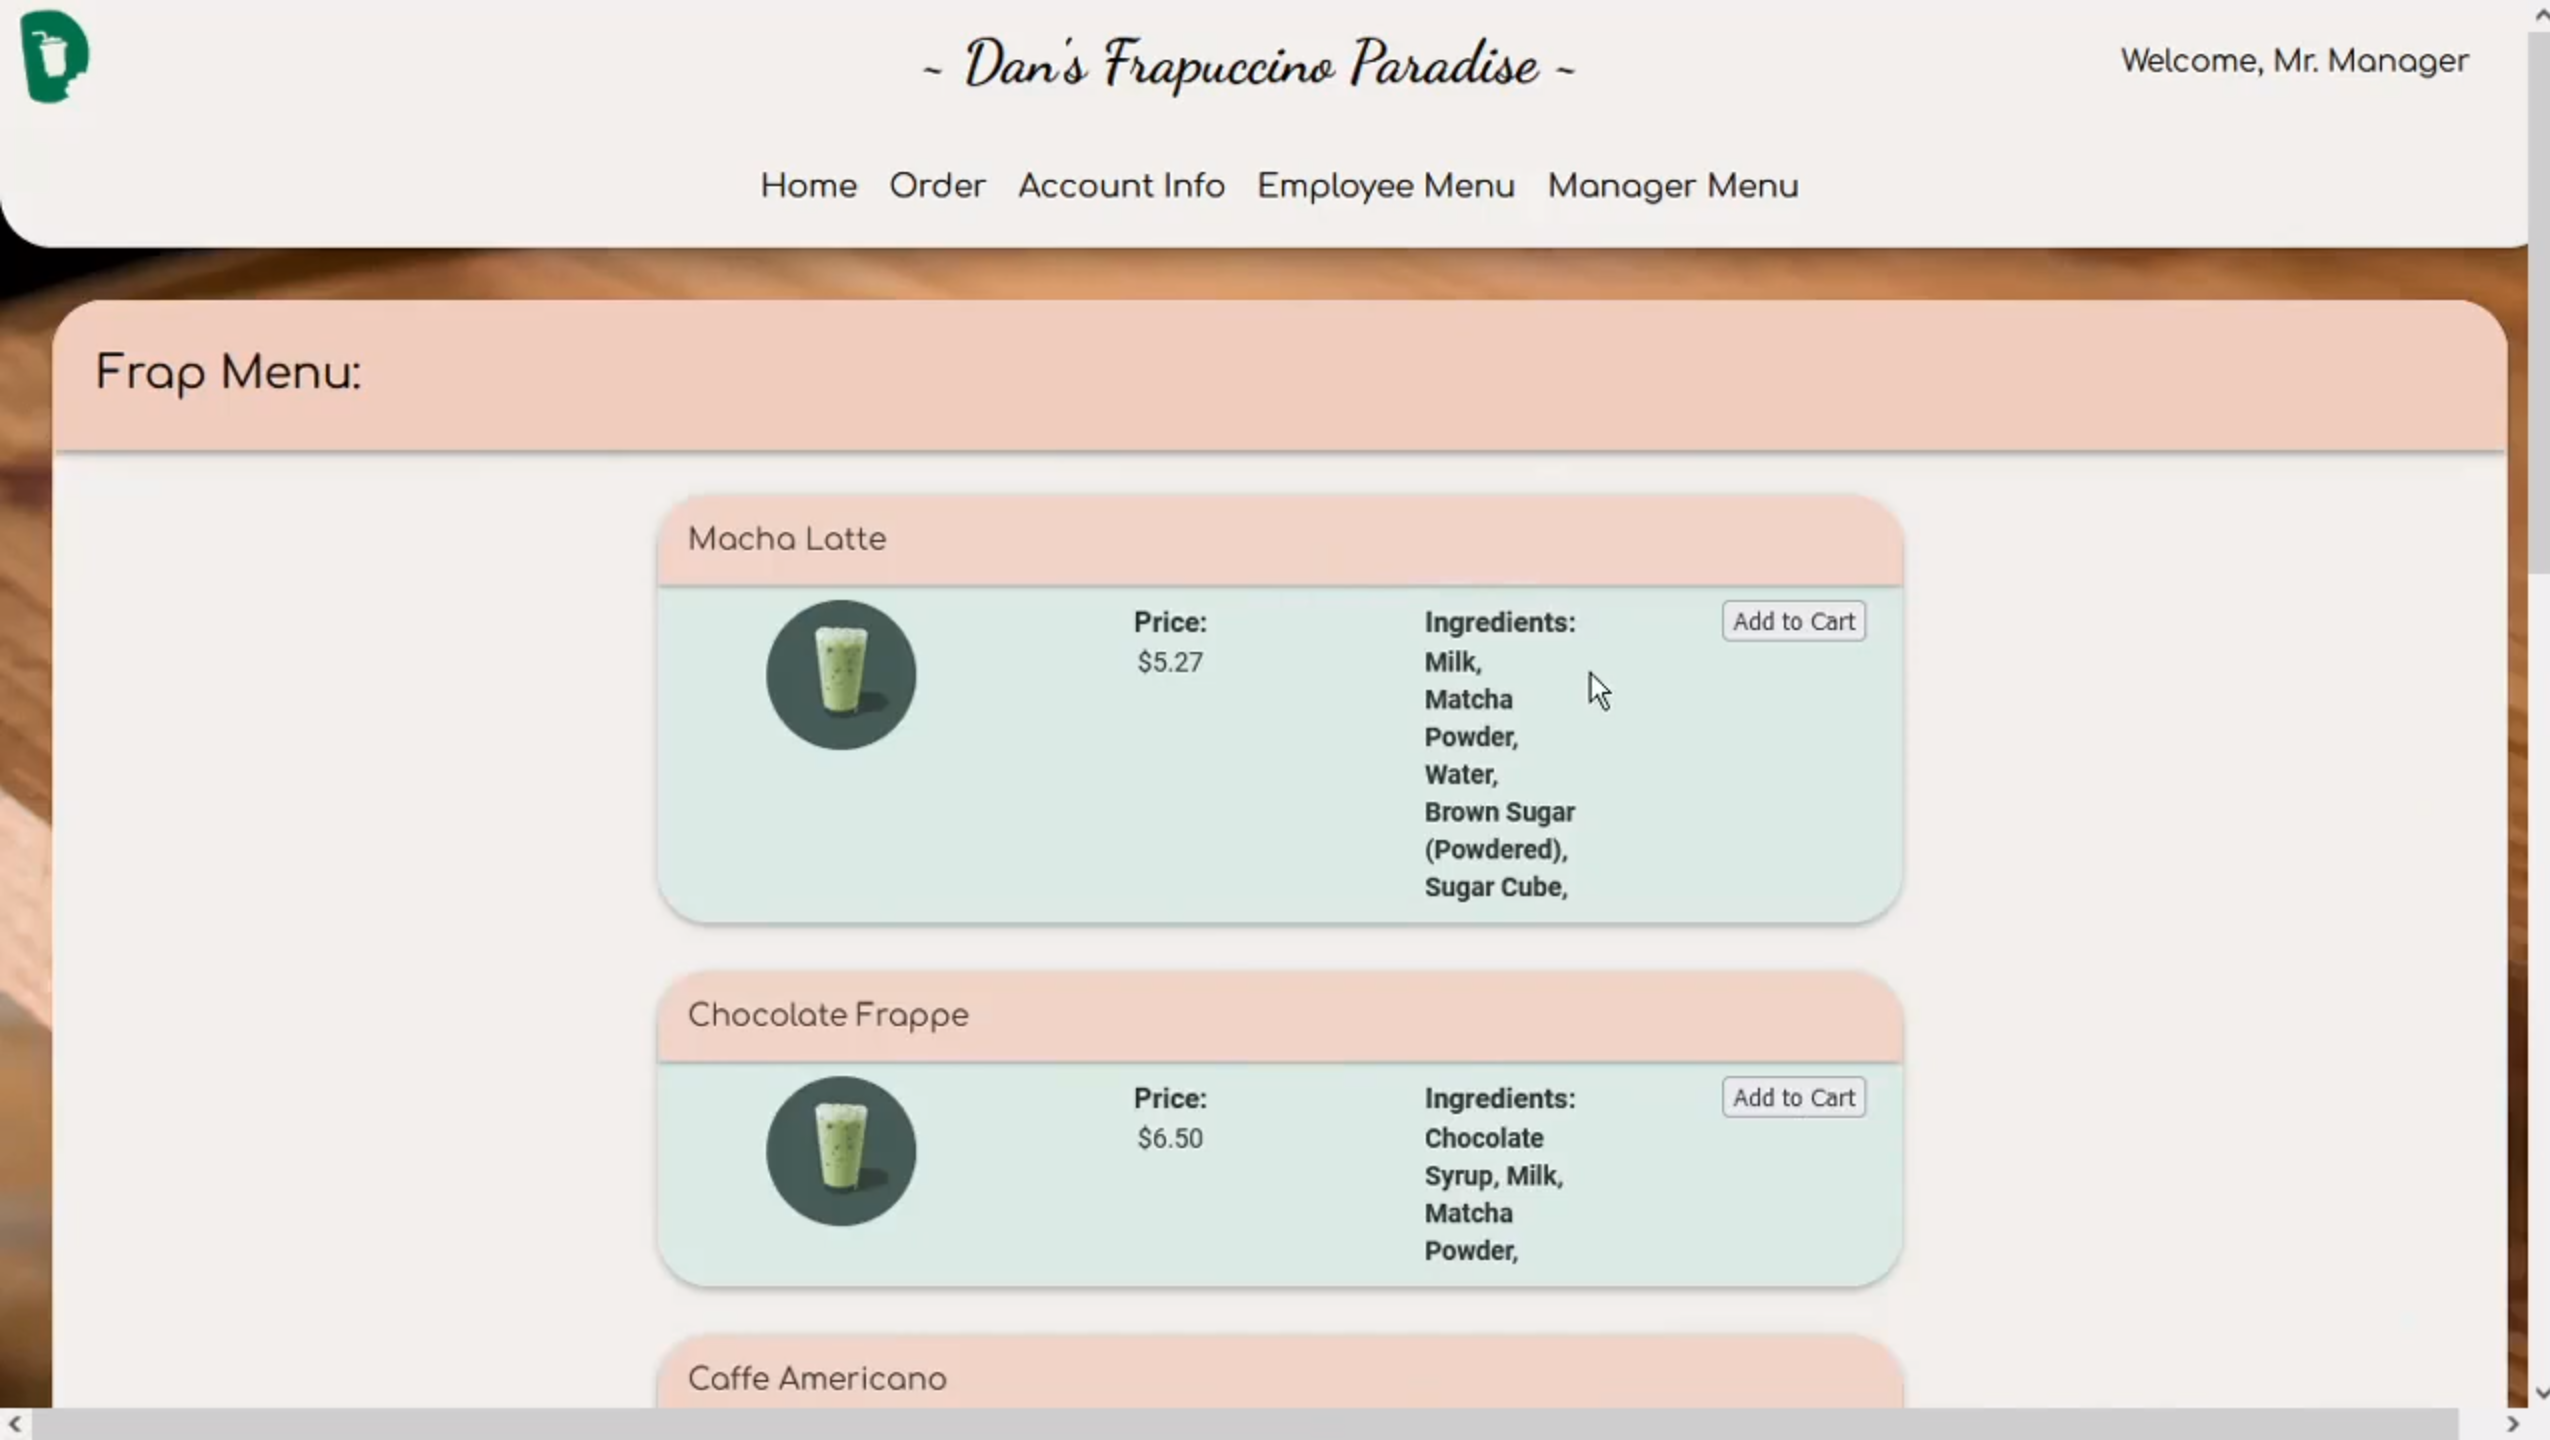 ~ Dan's Frapuccino Paradise ~
Welcome, Mr. Manager
Home Order Account Info Employee Menu Manager Menu
Frap Menu:
Macha Latte
Price:
$5.27
Ingredients:
Milk,
Matcha
Powder,
Water,
Brown Sugar
(Powdered),
Sugar Cube,
Add to Cart
Chocolate Frappe
Price:
$6.50
Ingredients:
Chocolate
Syrup, Milk,
Matcha
Powder,
Add to Cart
Caffe Americano